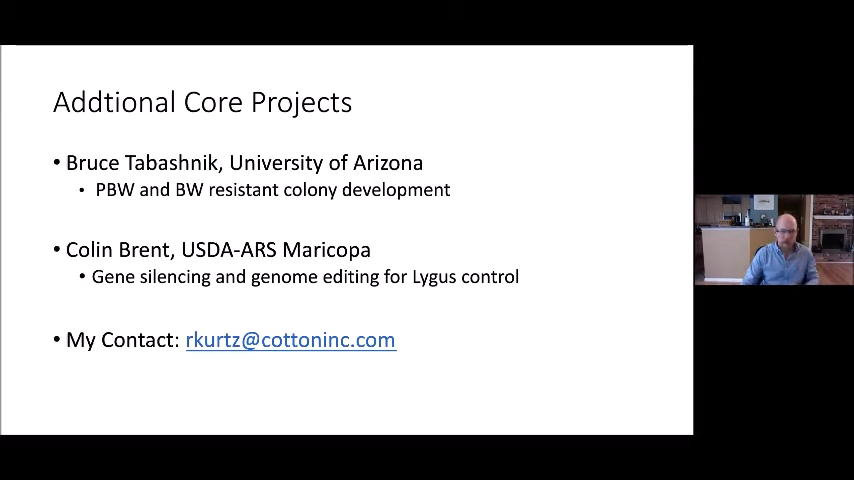 Addtional Core Projects
• Bruce Tabashnik, University of Arizona
• PBW and BW resistant colony development
• Colin Brent, USDA-ARS Maricopa
• Gene silencing and genome editing for Lygus control
• My Contact: rkurtz@cottoninc.com